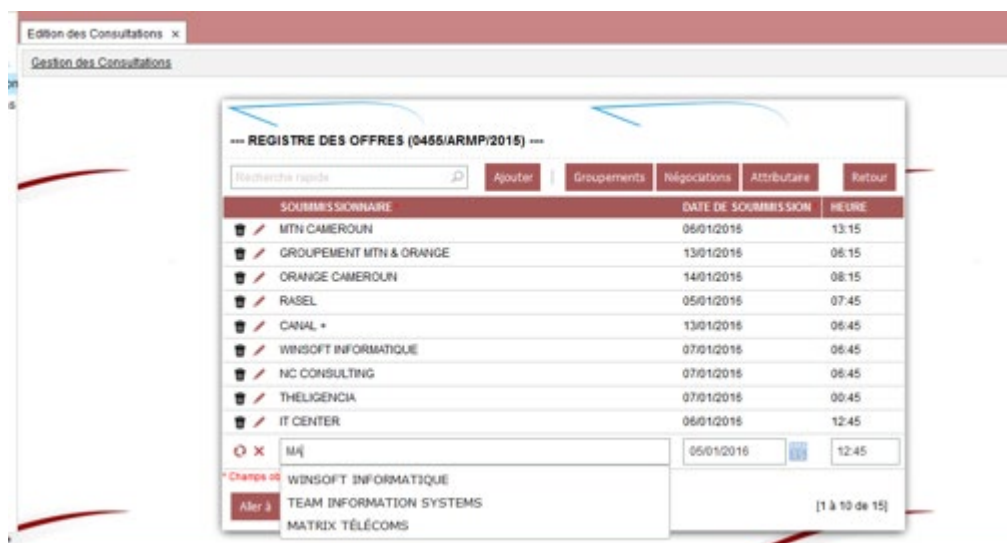 Edition des Consultations x
Gestion des Consultations
--- REGISTRE DES OFFRES (0455/ARMP/2015) ---
Recherche rapide Ajouter Groupements Négociations Attributaire Retour
SOUMMISSIONNAIRE* DATE DE SOUMMISSION* HEURE
MTN CAMEROUN 06/01/2016 13:15
GROUPEMENT MTN & ORANGE 13/01/2016 06:15
ORANGE CAMEROUN 14/01/2016 08:15
RASEL 05/01/2016 07:45
CANAL + 13/01/2016 06:45
WINSOFT INFORMATIQUE 07/01/2016 06:45
NC CONSULTING 07/01/2016 06:45
THELIGENCIA 07/01/2016 00:45
IT CENTER 06/01/2016 12:45
MA 05/01/2016 12:45
* Champs ob
WINSOFT INFORMATIQUE
Aller à TEAM INFORMATION SYSTEMS [1 à 10 de 15]
MATRIX TÉLÉCOMS